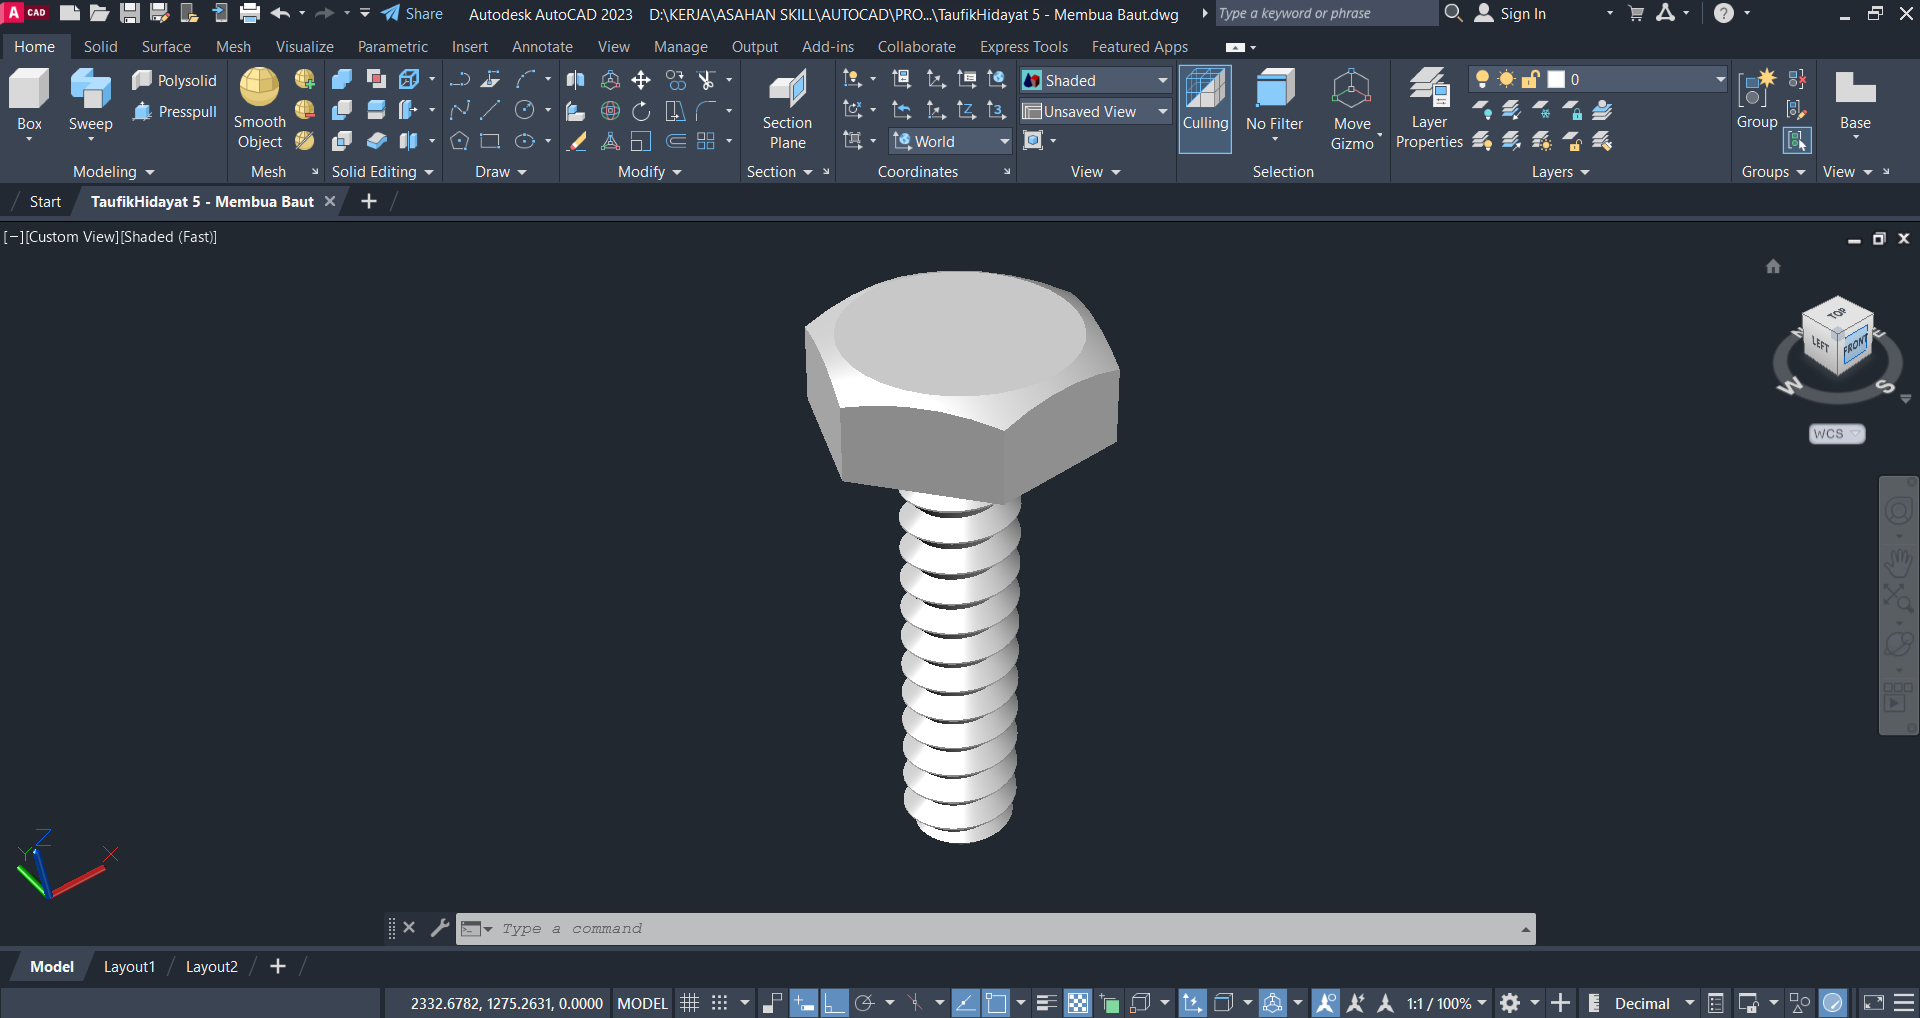 A CAD Share Autodesk AutoCAD 2023 D:\KERJA\ASAHAN SKILL\AUTOCAD\PRO...\TaufikHidayat 5 - Membua Baut.dwg Type a keyword or phrase Sign In ?
Home Solid Surface Mesh Visualize Parametric Insert Annotate View Manage Output Add-ins Collaborate Express Tools Featured Apps
Box
Sweep
Polysolid
Presspull
Modeling
Smooth
Object
Mesh
Solid Editing
Draw
Modify
Section
Plane
Section
World
Coordinates
Shaded
Unsaved View
View
Culling
No Filter
Move
Gizmo
Selection
Layer
Properties
0
Layers
Group
Groups
Base
View
Start TaufikHidayat 5 - Membua Baut
[−][Custom View][Shaded (Fast)]
TOP
LEFT
FRONT
N
E
W
S
WCS
Z
Y
X
Type a command
Model Layout1 Layout2
2332.6782, 1275.2631, 0.0000 MODEL 1:1 / 100% Decimal